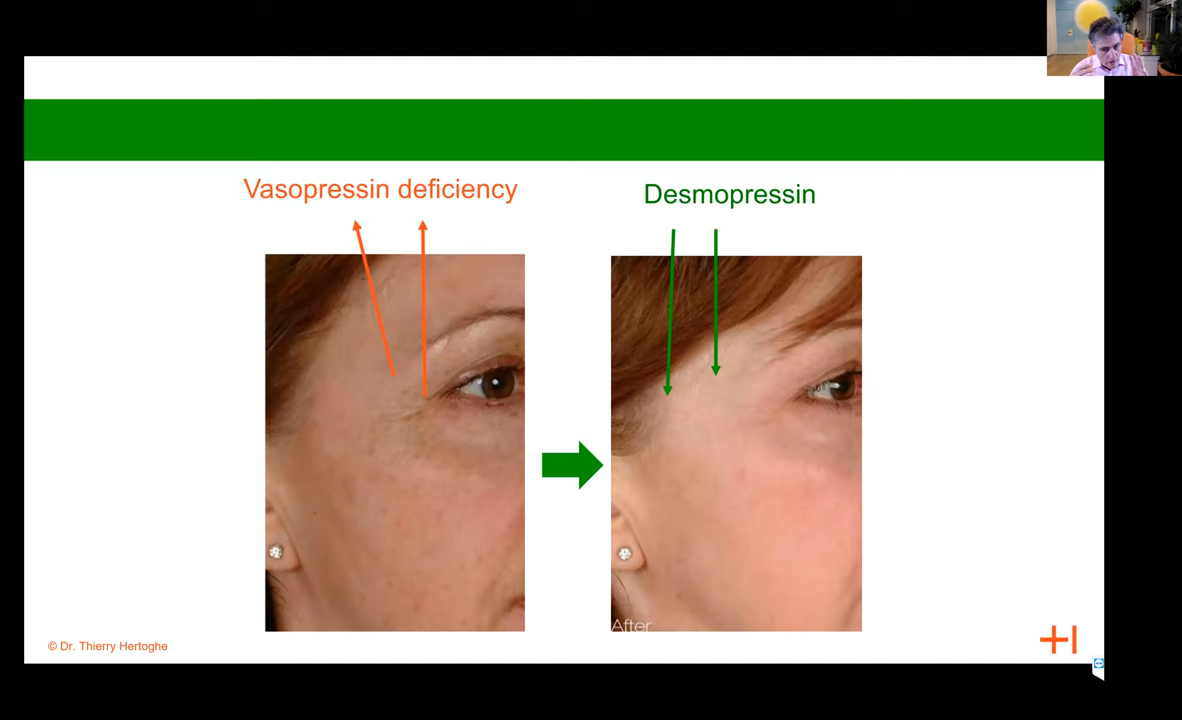 Vasopressin deficiency
Desmopressin
After
© Dr. Thierry Hertoghe